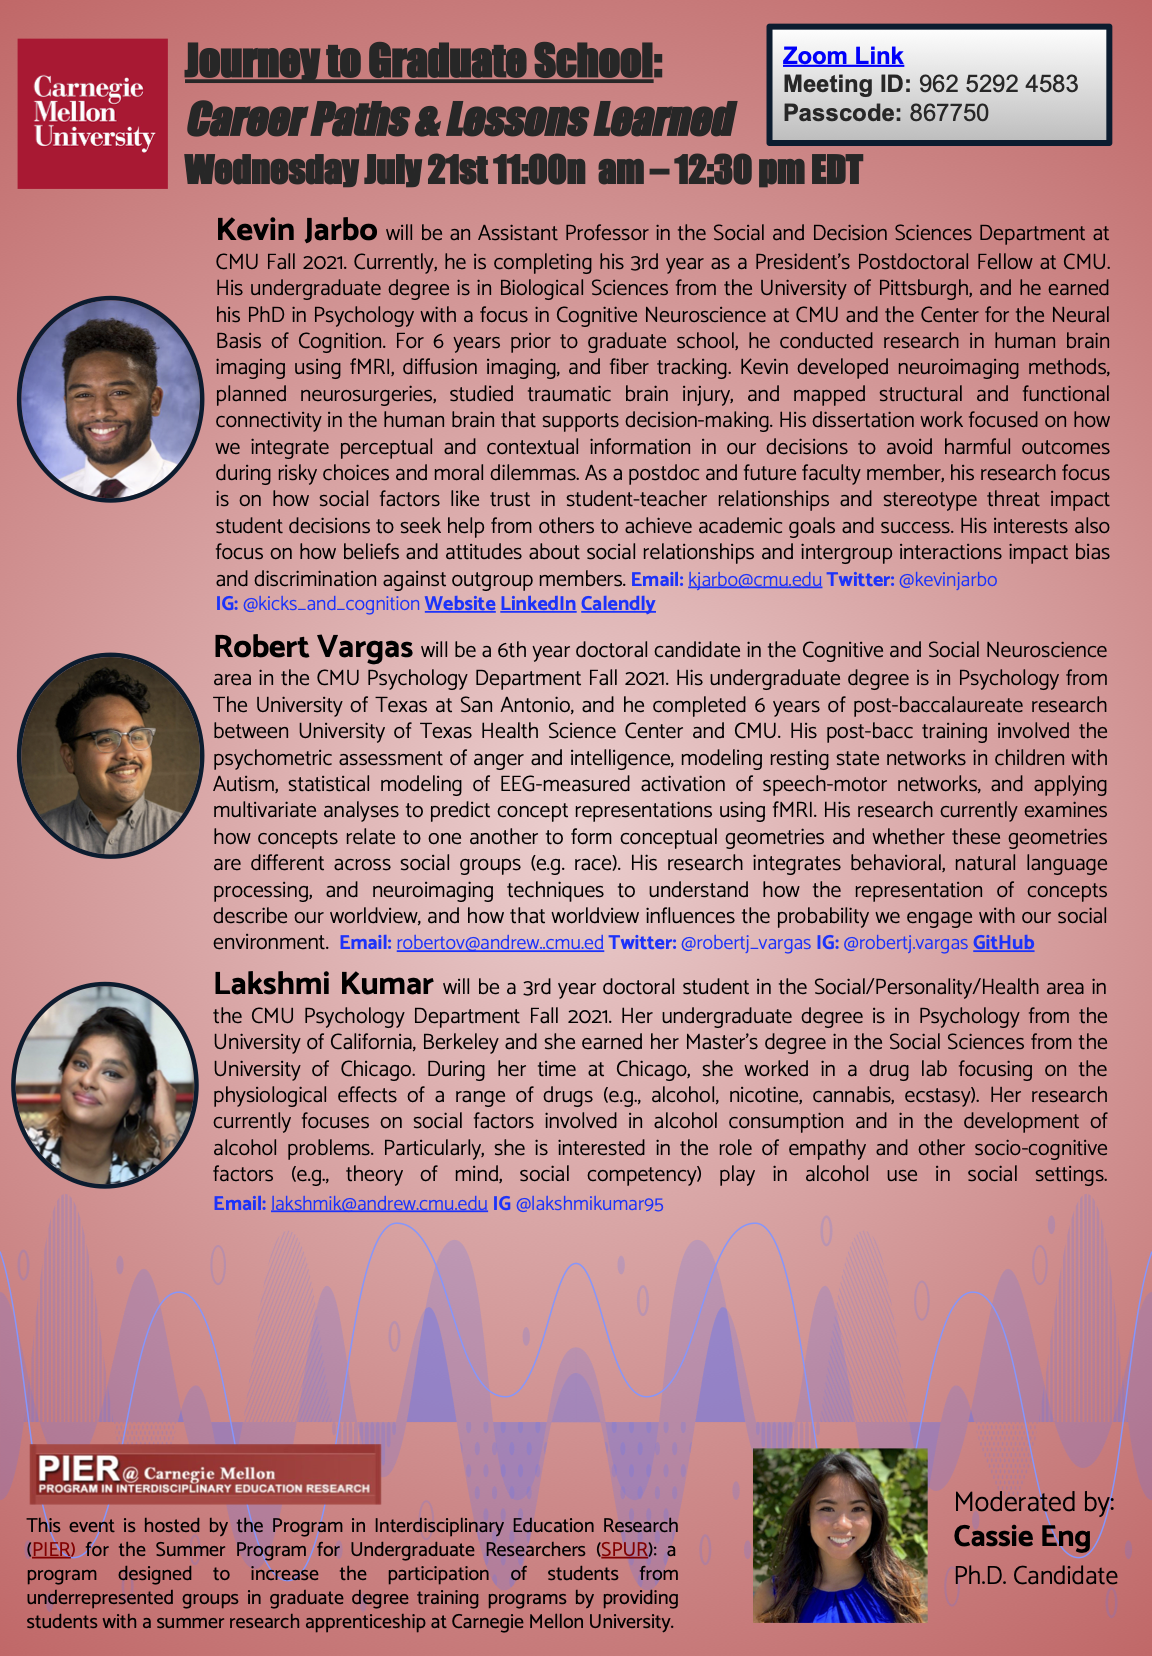 Carnegie
Mellon
University
Journey to Graduate School:
Career Paths & Lessons Learned
Wednesday July 21st 11:00n  am – 12:30 pm EDT
Zoom Link
Meeting ID: 962 5292 4583
Passcode: 867750
Kevin Jarbo will be an Assistant Professor in the Social and Decision Sciences Department at
CMU Fall 2021. Currently, he is completing his 3rd year as a President's Postdoctoral Fellow at CMU.
His undergraduate degree is in Biological Sciences from the University of Pittsburgh, and he earned
his PhD in Psychology with a focus in Cognitive Neuroscience at CMU and the Center for the Neural
Basis of Cognition. For 6 years prior to graduate school, he conducted research in human brain
imaging using fMRI, diffusion imaging, and fiber tracking. Kevin developed neuroimaging methods,
planned neurosurgeries, studied traumatic brain injury, and mapped structural and functional
connectivity in the human brain that supports decision-making. His dissertation work focused on how
we integrate perceptual and contextual information in our decisions to avoid harmful outcomes
during risky choices and moral dilemmas. As a postdoc and future faculty member, his research focus
is on how social factors like trust in student-teacher relationships and stereotype threat impact
student decisions to seek help from others to achieve academic goals and success. His interests also
focus on how beliefs and attitudes about social relationships and intergroup interactions impact bias
and discrimination against outgroup members. Email: kjarbo@cmu.edu Twitter: @kevinjarbo
IG: @kicks_and_cognition Website LinkedIn Calendly
Robert Vargas will be a 6th year doctoral candidate in the Cognitive and Social Neuroscience
area in the CMU Psychology Department Fall 2021. His undergraduate degree is in Psychology from
The University of Texas at San Antonio, and he completed 6 years of post-baccalaureate research
between University of Texas Health Science Center and CMU. His post-bacc training involved the
psychometric assessment of anger and intelligence, modeling resting state networks in children with
Autism, statistical modeling of EEG-measured activation of speech-motor networks, and applying
multivariate analyses to predict concept representations using fMRI. His research currently examines
how concepts relate to one another to form conceptual geometries and whether these geometries
are different across social groups (e.g. race). His research integrates behavioral, natural language
processing, and neuroimaging techniques to understand how the representation of concepts
describe our worldview, and how that worldview influences the probability we engage with our social
environment. Email: robertov@andrew..cmu.ed Twitter: @robertj_vargas IG: @robertj.vargas GitHub
Lakshmi Kumar will be a 3rd year doctoral student in the Social/Personality/Health area in
the CMU Psychology Department Fall 2021. Her undergraduate degree is in Psychology from the
University of California, Berkeley and she earned her Master's degree in the Social Sciences from the
University of Chicago. During her time at Chicago, she worked in a drug lab focusing on the
physiological effects of a range of drugs (e.g., alcohol, nicotine, cannabis, ecstasy). Her research
currently focuses on social factors involved in alcohol consumption and in the development of
alcohol problems. Particularly, she is interested in the role of empathy and other socio-cognitive
factors (e.g., theory of mind, social competency) play in alcohol use in social settings.
Email: lakshmik@andrew.cmu.edu IG @lakshmikumar95
PIER@ Carnegie Mellon
PROGRAM IN INTERDISCIPLINARY EDUCATION RESEARCH
This event is hosted by the Program in Interdisciplinary Education Research
(PIER) for the Summer Program for Undergraduate Researchers (SPUR): a
program designed to increase the participation of students from
underrepresented groups in graduate degree training programs by providing
students with a summer research apprenticeship at Carnegie Mellon University.
Moderated by:
Cassie Eng
Ph.D. Candidate